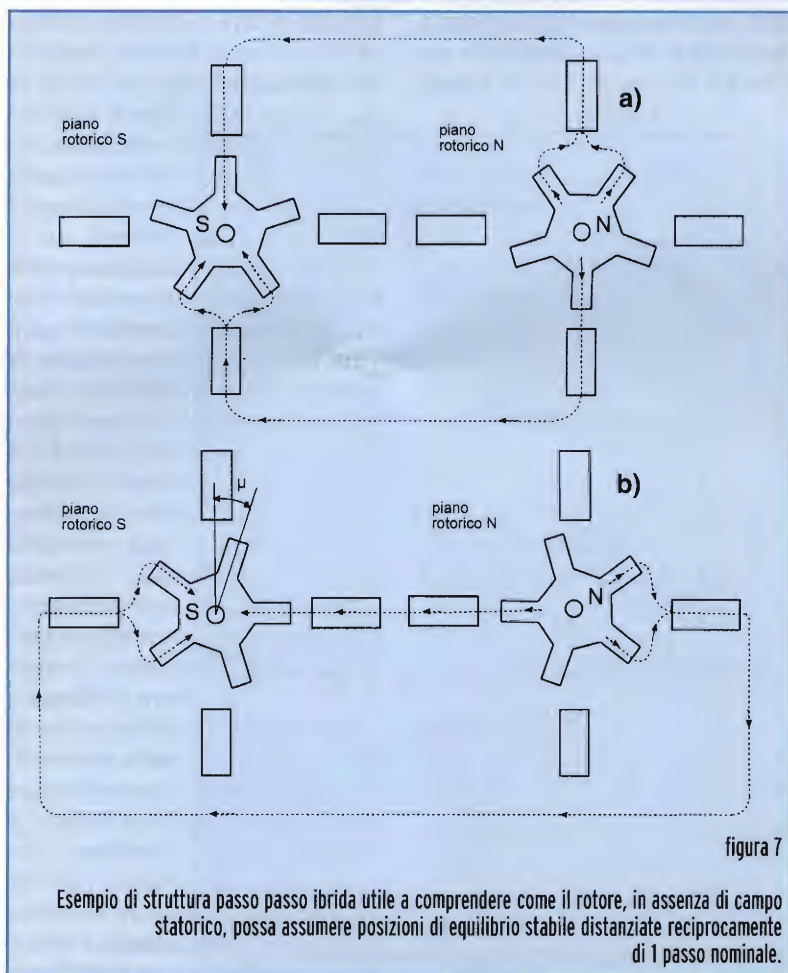 a)
piano
rotorico S
piano
rotorico N
S
N
b)
µ
piano
rotorico S
piano
rotorico N
S
N
figura 7
Esempio di struttura passo passo ibrida utile a comprendere come il rotore, in assenza di campo
statorico, possa assumere posizioni di equilibrio stabile distanziate reciprocamente
di 1 passo nominale.